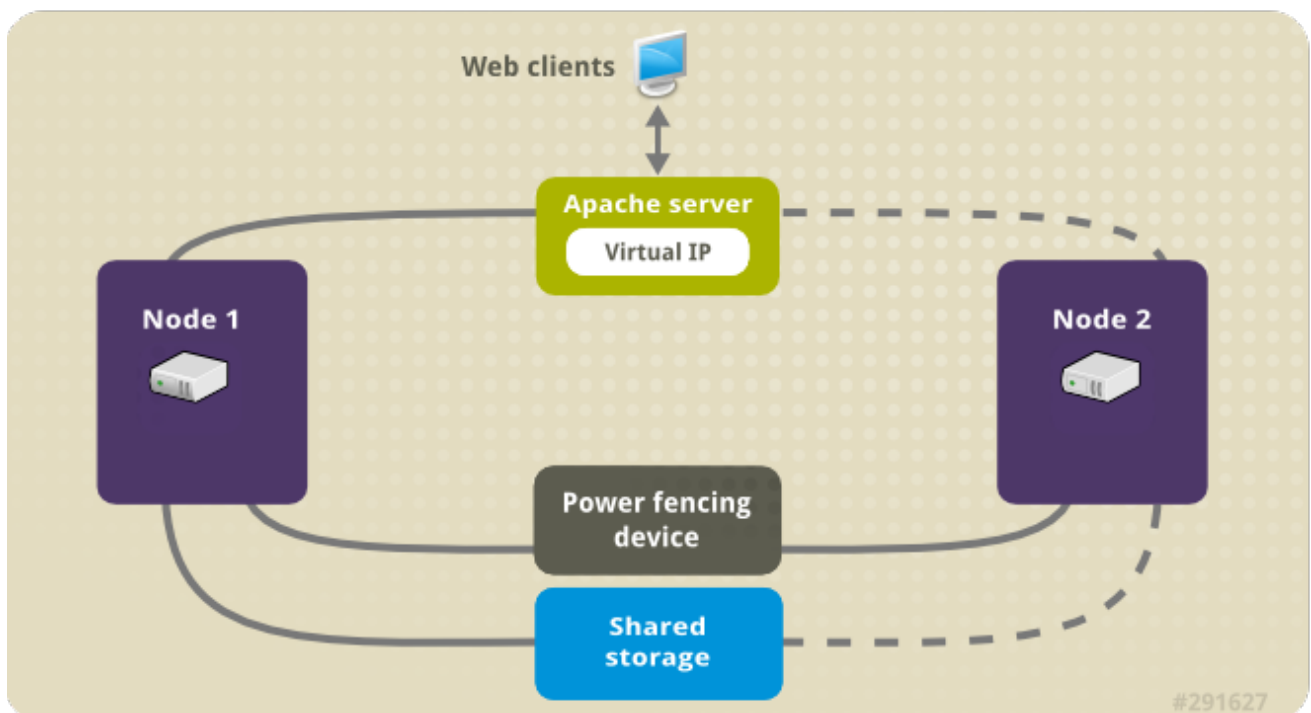 Web clients
Apache server
Virtual IP
Node 1
Node 2
Power fencing
device
Shared
storage
#291627